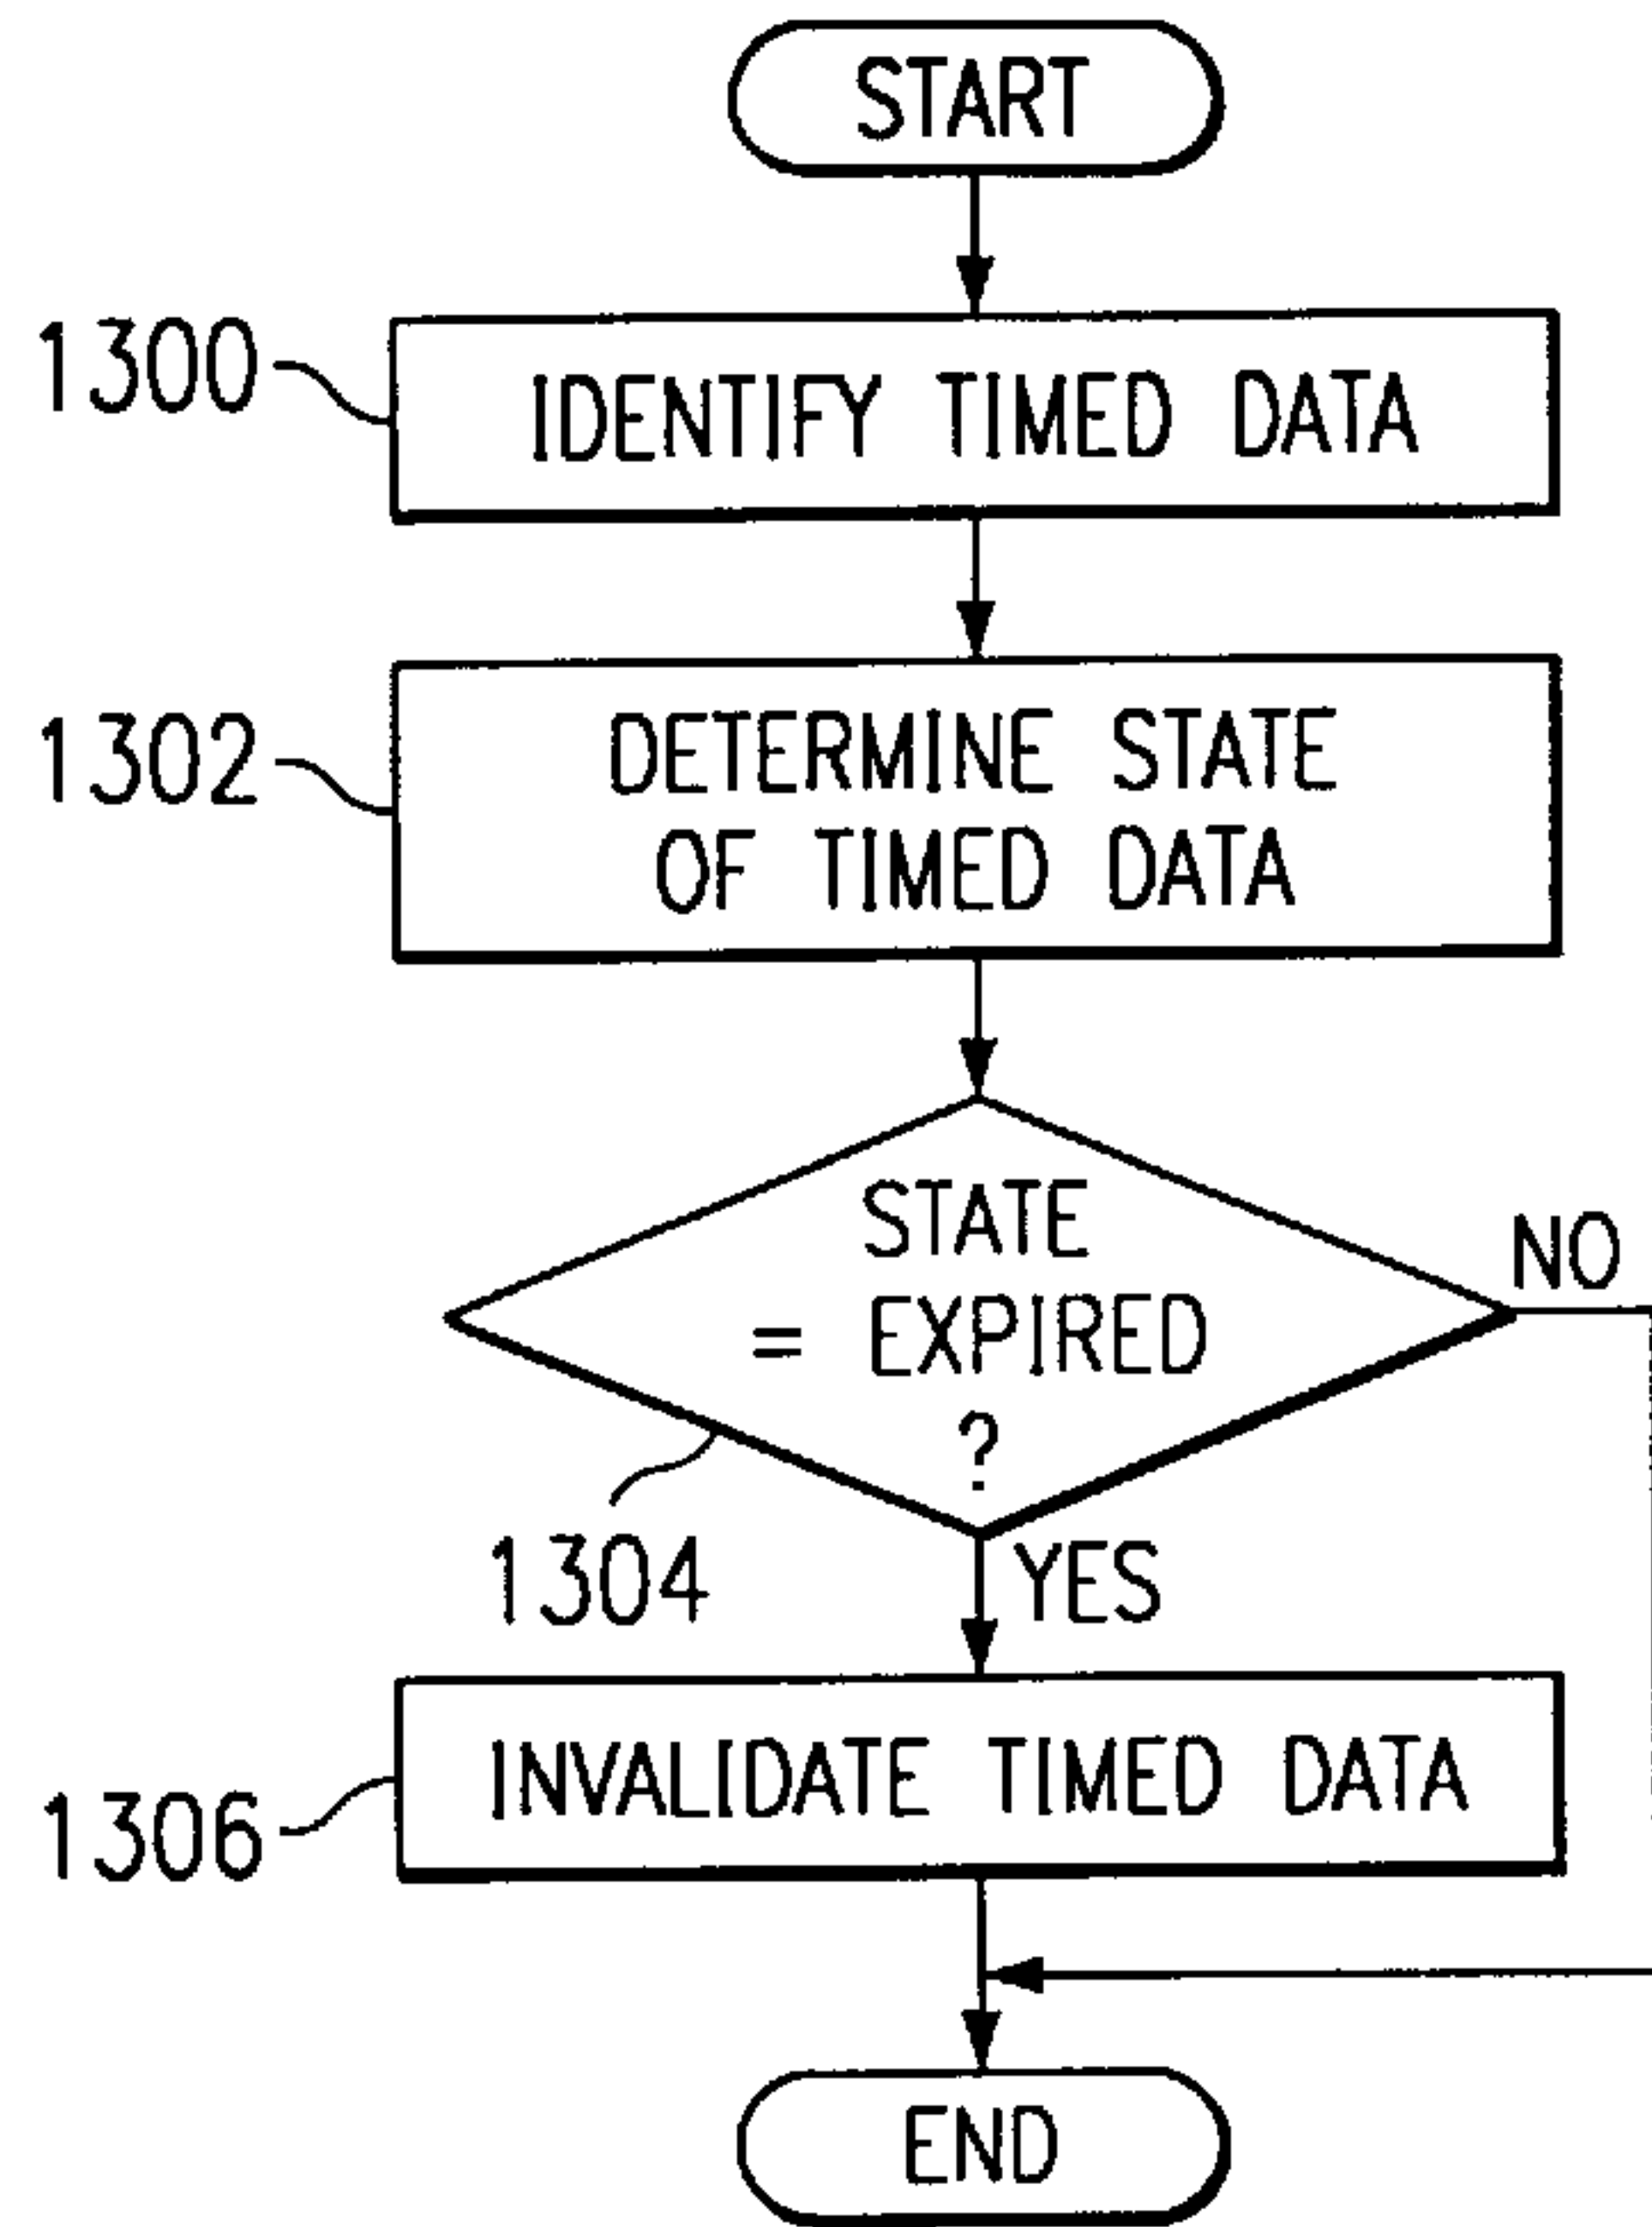 START
1300
IDENTIFY TIMED DATA
1302
DETERMINE STATE
OF TIMED DATA
STATE
= EXPIRED
?
NO
1304
YES
1306
INVALIDATE TIMED DATA
END